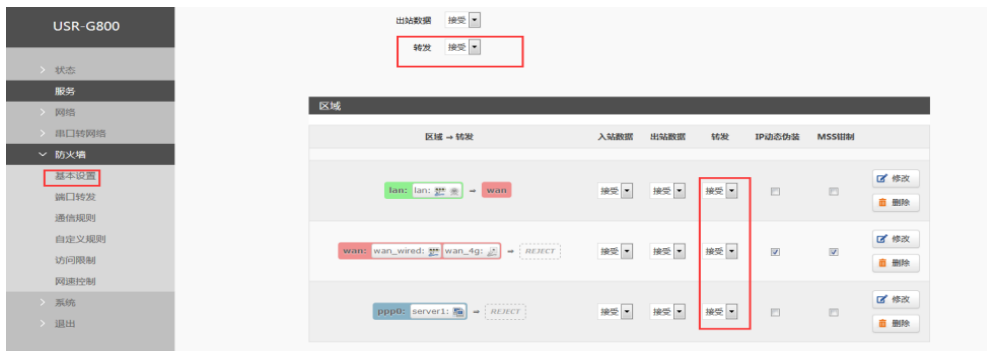 USR-G800
状态
服务
网络
串口转网络
防火墙
基本设置
端口转发
通信规则
自定义规则
访问限制
网速控制
系统
退出
出站数据 接受
转发 接受
区域
区域 → 转发 入站数据 出站数据 转发 IP动态伪装 MSS钳制
lan: lan: → wan 接受 接受 接受 修改
删除
wan: wan_wired: wan_4g: → REJECT 接受 接受 接受 修改
删除
ppp0: server1: → REJECT 接受 接受 接受 修改
删除